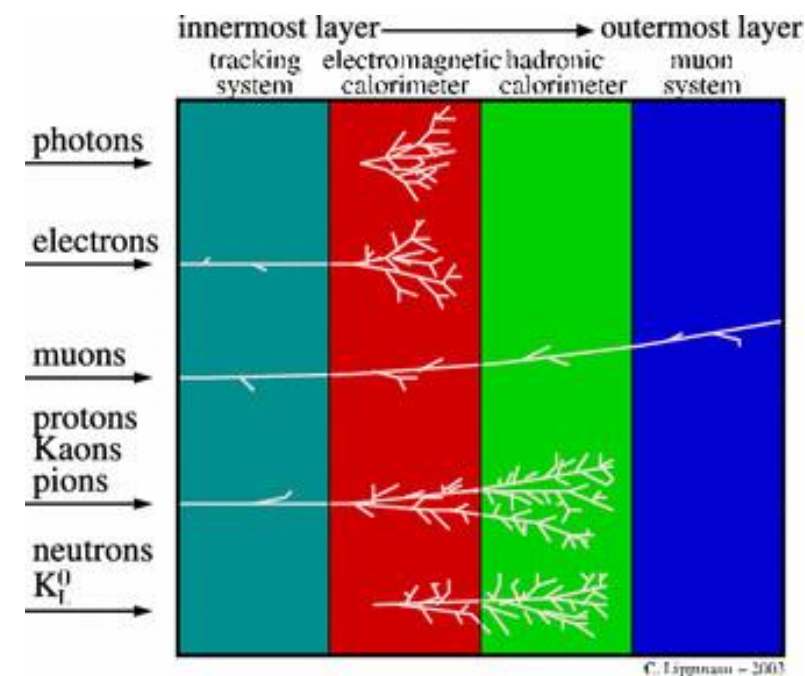 innermost layer outermost layer
tracking system
electromagnetic calorimeter
hadronic calorimeter
muon system
photons
electrons
muons
protons
Kaons
pions
neutrons
K⁰_L
C. Lippmann – 2003